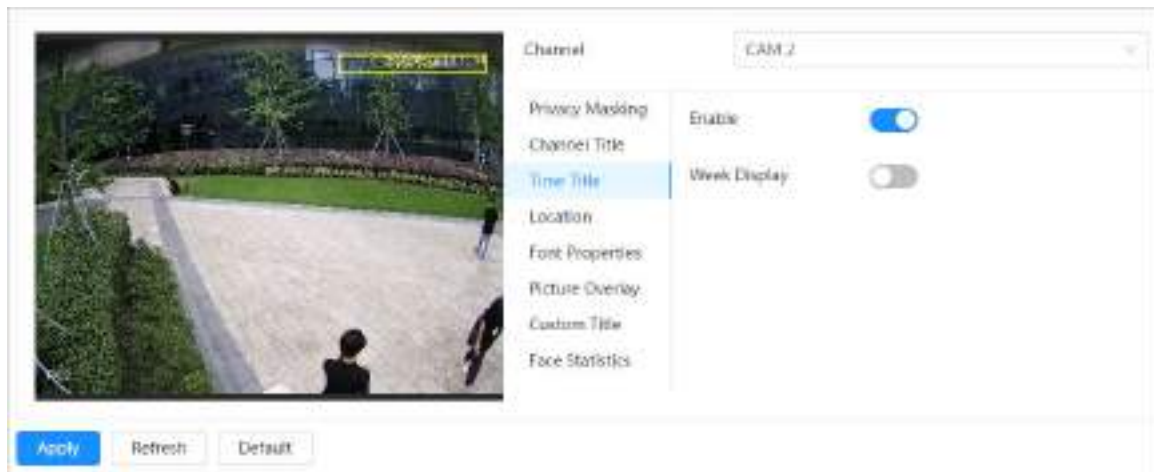 Channel
CAM 2
Privacy Masking
Enable
Channel Title
Time Title
Week Display
Location
Font Properties
Picture Overlay
Custom Title
Face Statistics
Apply
Refresh
Default